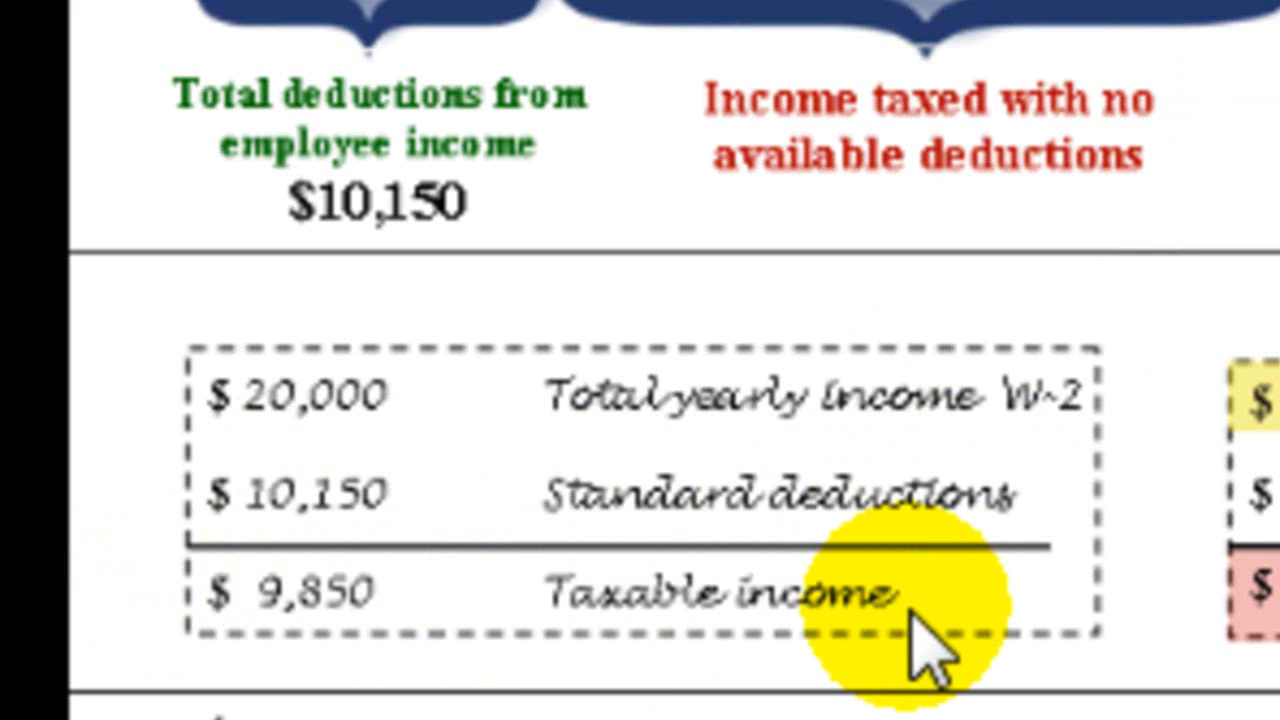 Total deductions from
employee income
$10,150
Income taxed with no
available deductions
$ 20,000 Total yearly income W-2
$ 10,150 Standard deductions
$ 9,850 Taxable income
$
$
$